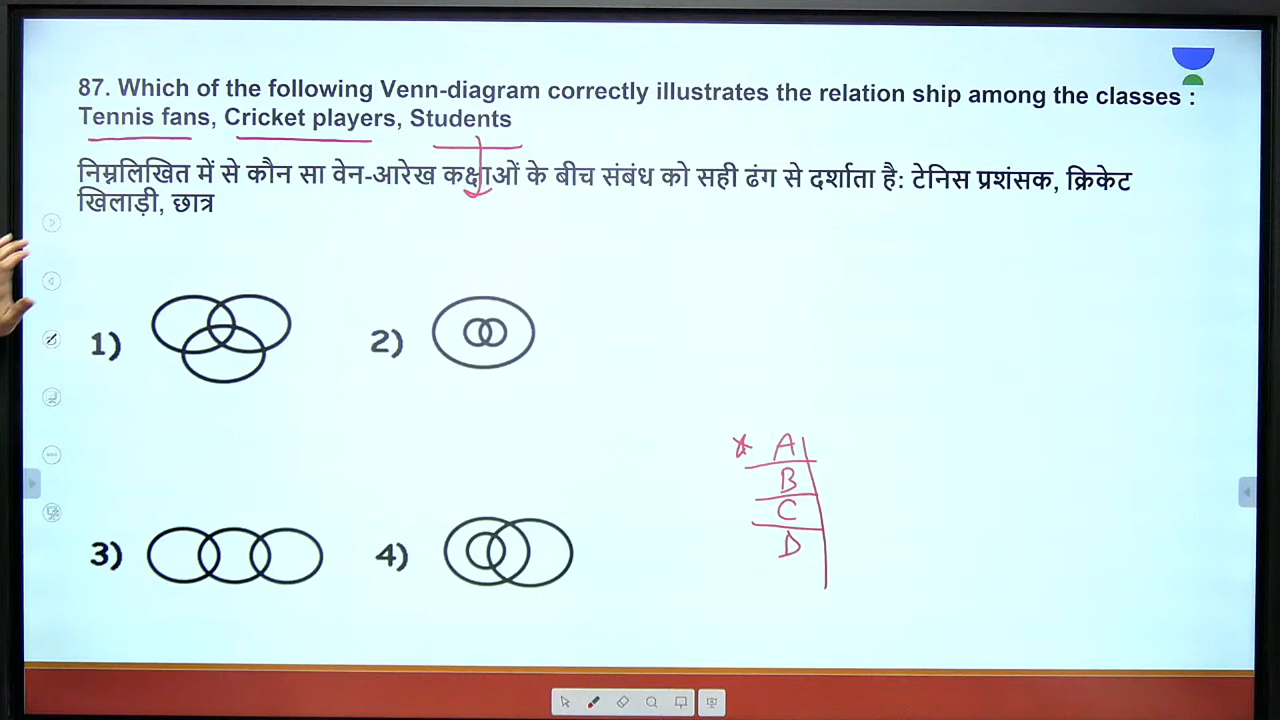 87. Which of the following Venn-diagram correctly illustrates the relation ship among the classes :
Tennis fans, Cricket players, Students
निम्नलिखित में से कौन सा वेन-आरेख कक्षाओं के बीच संबंध को सही ढंग से दर्शाता है: टेनिस प्रशंसक, क्रिकेट
खिलाड़ी, छात्र
1)
2)
A
B
C
D
3)
4)